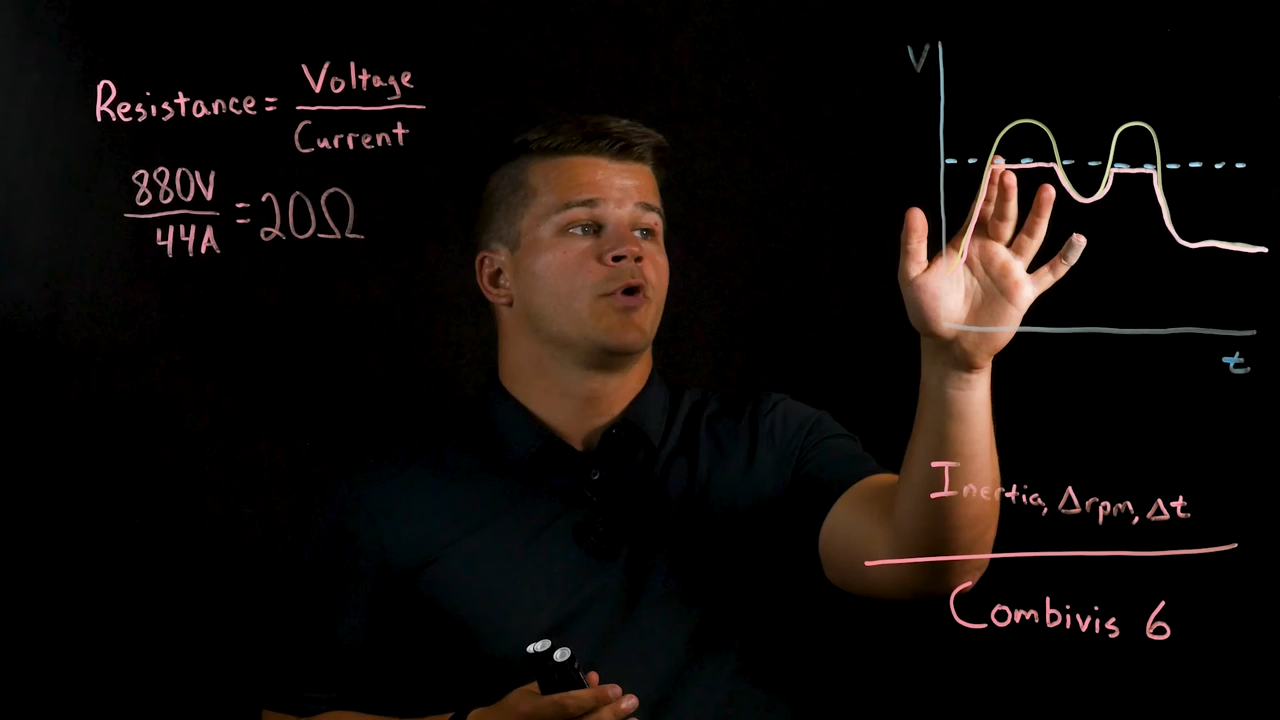 Resistance = Voltage / Current
880V / 44A = 20Ω
V
t
Inertia, Δrpm, Δt
Combivis 6